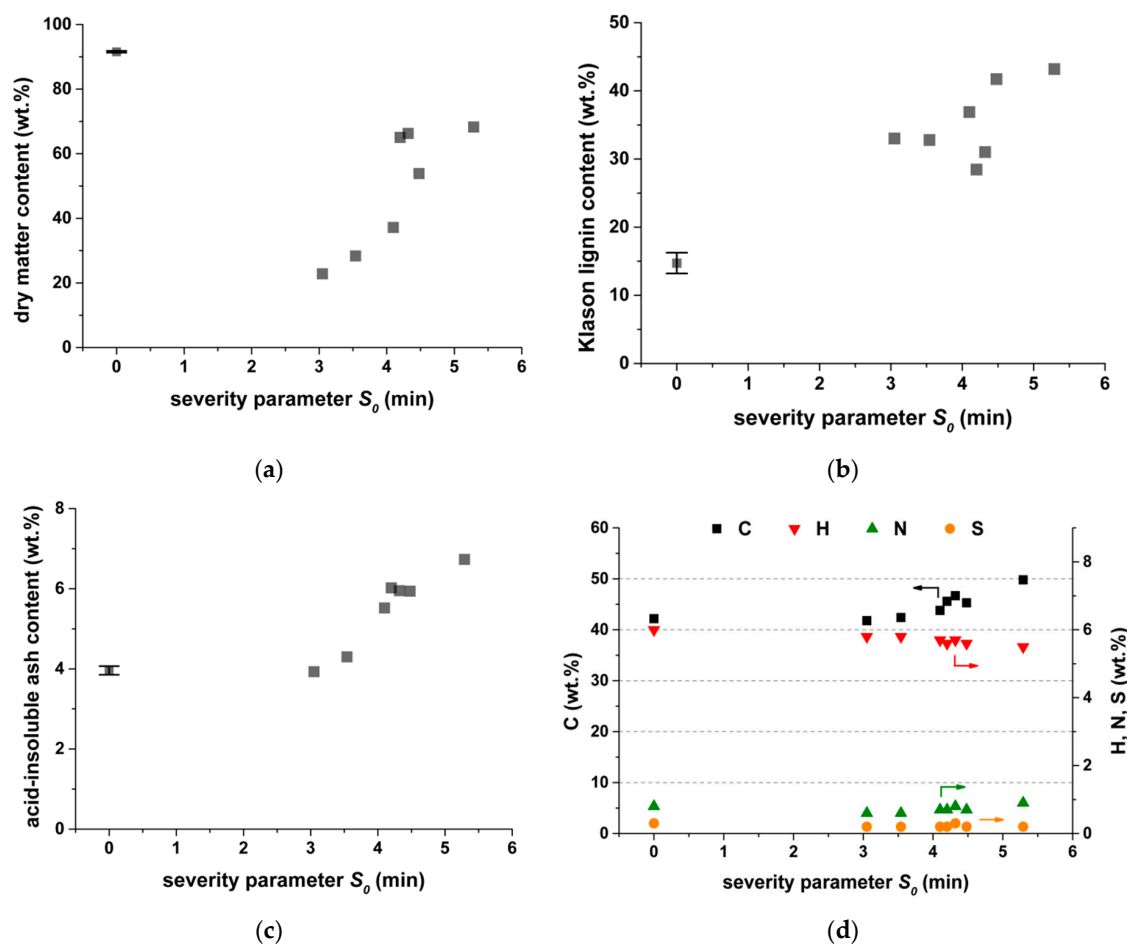 100
80
60
40
20
0
dry matter content (wt.%)
0 1 2 3 4 5 6
severity parameter S₀ (min)
(a)
50
40
30
20
10
0
Klason lignin content (wt.%)
0 1 2 3 4 5 6
severity parameter S₀ (min)
(b)
8
6
4
2
0
acid-insoluble ash content (wt.%)
0 1 2 3 4 5 6
severity parameter S₀ (min)
(c)
C H N S
60
50
40
30
20
10
0
C (wt.%)
8
6
4
2
0
H, N, S (wt.%)
0 1 2 3 4 5 6
severity parameter S₀ (min)
(d)